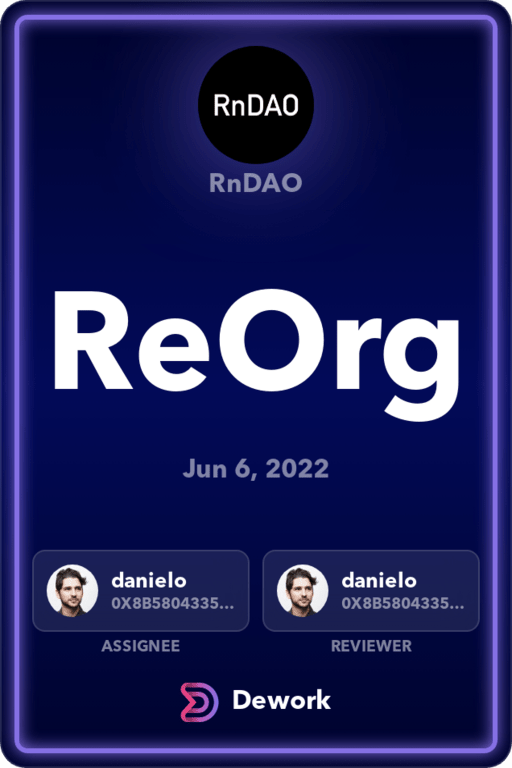 RnDAO
RnDAO
ReOrg
Jun 6, 2022
danielo
0X8B5804335...
ASSIGNEE
danielo
0X8B5804335...
REVIEWER
Dework